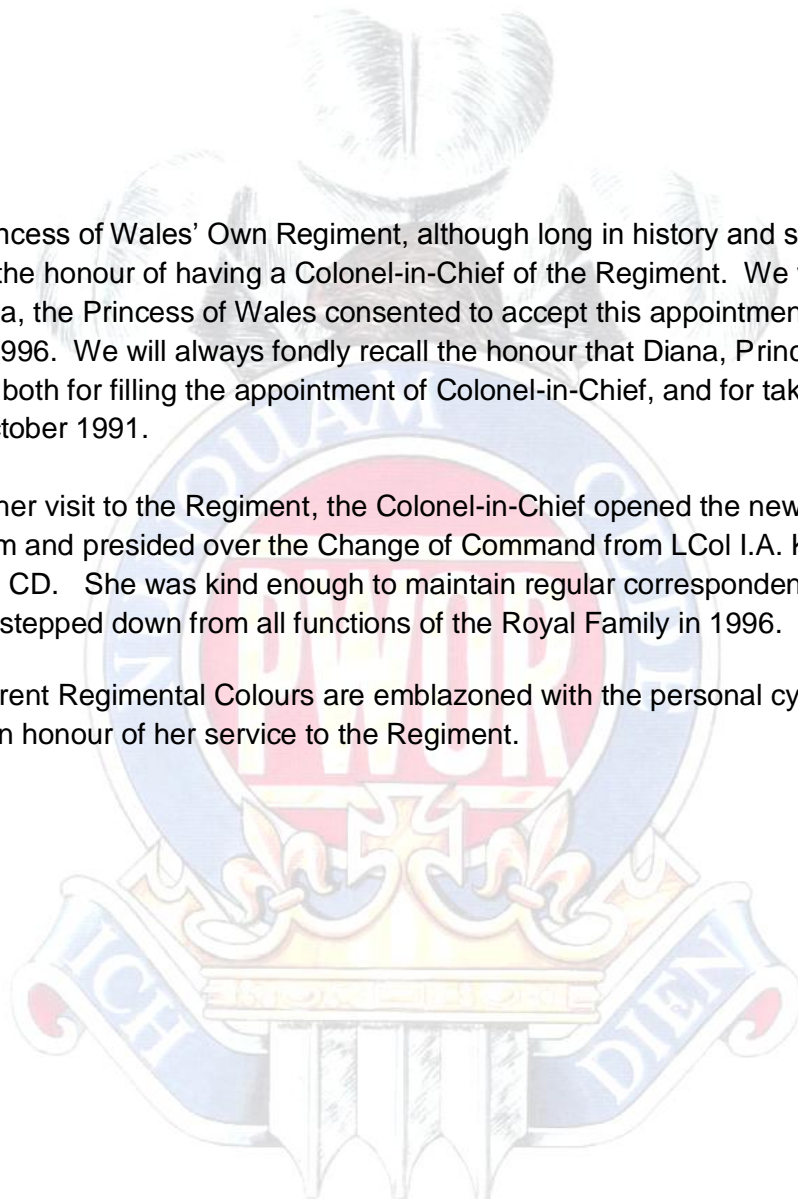 ncess of Wales’ Own Regiment, although long in history and s
the honour of having a Colonel-in-Chief of the Regiment. We
a, the Princess of Wales consented to accept this appointmen
996. We will always fondly recall the honour that Diana, Princ
both for filling the appointment of Colonel-in-Chief, and for tak
tober 1991.
her visit to the Regiment, the Colonel-in-Chief opened the new
m and presided over the Change of Command from LCol I.A. K
CD. She was kind enough to maintain regular corresponden
stepped down from all functions of the Royal Family in 1996.
rent Regimental Colours are emblazoned with the personal cy
n honour of her service to the Regiment.
NUNQUAM CEDE
PWOR
ICH DIEN